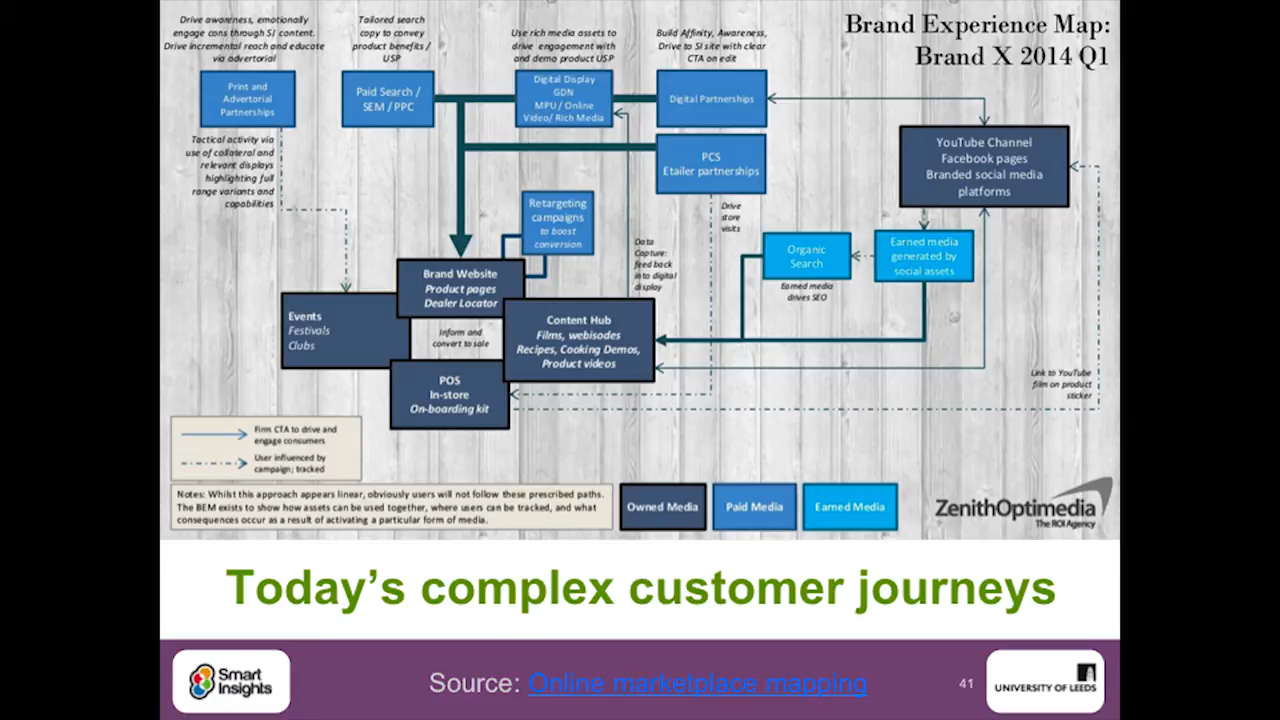 Drive awareness, emotionally
engage cons through SI content.
Drive incremental reach and educate
via advertorial
Tailored search
copy to convey
product benefits /
USP
Use rich media assets to
drive engagement with
and demo product USP
Build Affinity, Awareness,
Drive to SI site with clear
CTA on edit
Brand Experience Map:
Brand X 2014 Q1
Print and
Advertorial
Partnerships
Paid Search /
SEM / PPC
Digital Display
GDN
MPU / Online
Video/ Rich Media
Digital Partnerships
Tactical activity via
use of collateral and
relevant displays
highlighting full
range variants and
capabilities
PCS
Etailer partnerships
YouTube Channel
Facebook pages
Branded social media
platforms
Retargeting
campaigns
to boost
conversion
Drive
store
visits
Data
Capture:
feed back
into digital
display
Organic
Search
Earned media
generated by
social assets
Earned media
drives SEO
Brand Website
Product pages
Dealer Locator
Events
Festivals
Clubs
Inform and
convert to sale
Content Hub
Films, webisodes
Recipes, Cooking Demos,
Product videos
POS
In-store
On-boarding kit
Link to YouTube
film on product
sticker
Firm CTA to drive and
engage consumers
User influenced by
campaign; tracked
Notes: Whilst this approach appears linear, obviously users will not follow these prescribed paths.
The BEM exists to show how assets can be used together, where users can be tracked, and what
consequences occur as a result of activating a particular form of media.
Owned Media
Paid Media
Earned Media
ZenithOptimedia
The ROI Agency
Today's complex customer journeys
Smart
Insights
Source: Online marketplace mapping
41
UNIVERSITY OF LEEDS